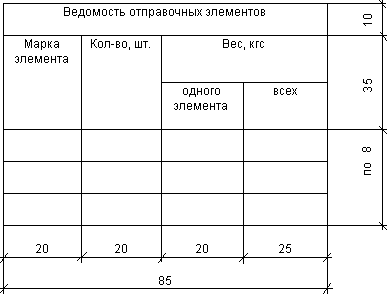 Ведомость отправочных элементов
10
Марка элемента
Кол-во, шт.
Вес, кгс
35
одного элемента
всех
по 8
20
20
20
25
85